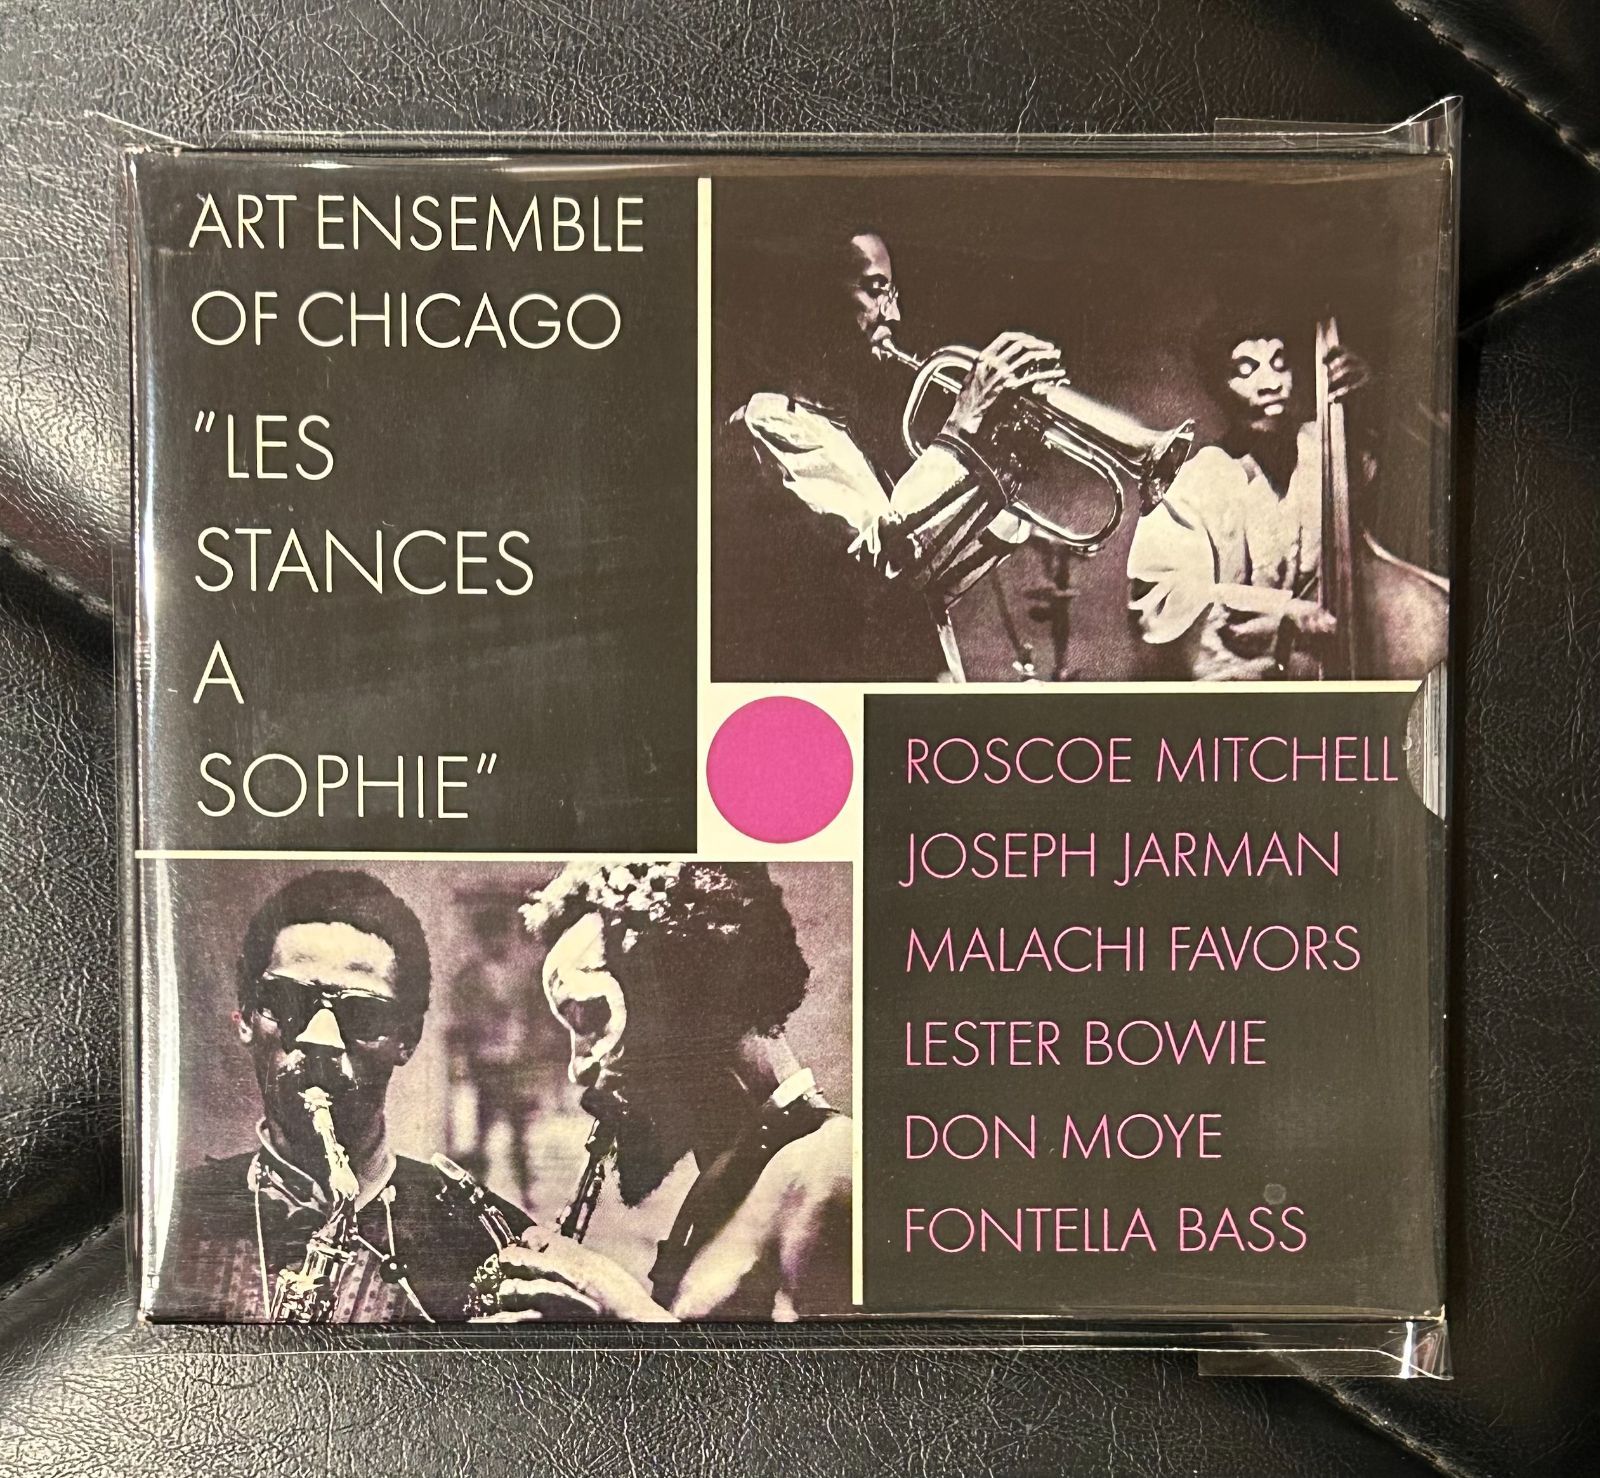 ART ENSEMBLE
OF CHICAGO
"LES
STANCES
A
SOPHIE"
ROSCOE MITCHELL
JOSEPH JARMAN
MALACHI FAVORS
LESTER BOWIE
DON MOYE
FONTELLA BASS